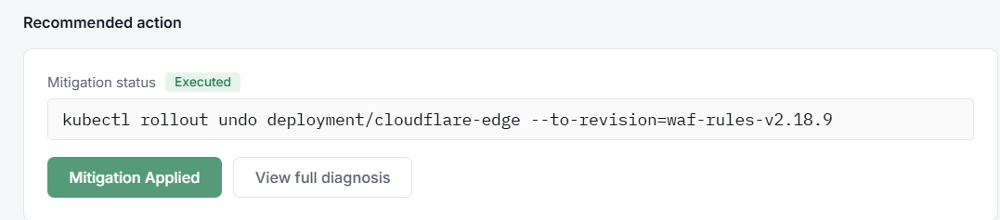 Recommended action
Mitigation status Executed
kubectl rollout undo deployment/cloudflare-edge --to-revision=waf-rules-v2.18.9
Mitigation Applied View full diagnosis